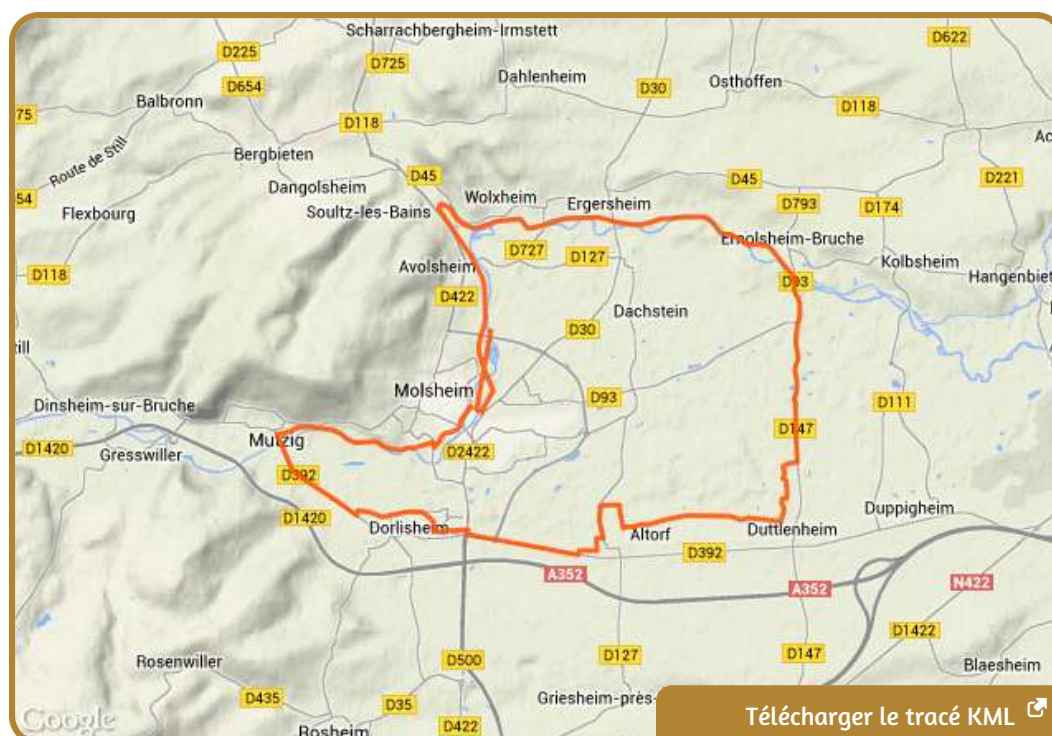 Scharrachbergheim-Irmstett
D622
D225
D725
Dahlenheim
Osthoffen
D654
D30
Balbronn
D118
75
D118
Route de Still
Bergbieten
D45
D45
D221
Dangolsheim
54
Wolxheim
Ergersheim
D793
D174
Flexbourg
Soultz-les-Bains
Ernolsheim-Bruche
D727
D127
Kolbsheim
Avolsheim
D118
D93
Hangenbiet
D422
Dachstein
D30
Molsheim
D93
Dinsheim-sur-Bruche
D111
D147
Mutzig
D1420
Gresswiller
D2422
D392
Duppigheim
D1420
Dorlisheim
Altorf
Duttlenheim
D392
A352
A352
N422
D1422
Rosenwiller
D500
D127
D147
Blaesheim
D435
D35
Griesheim-près-
Google
D422
Rosheim
Télécharger le tracé KML